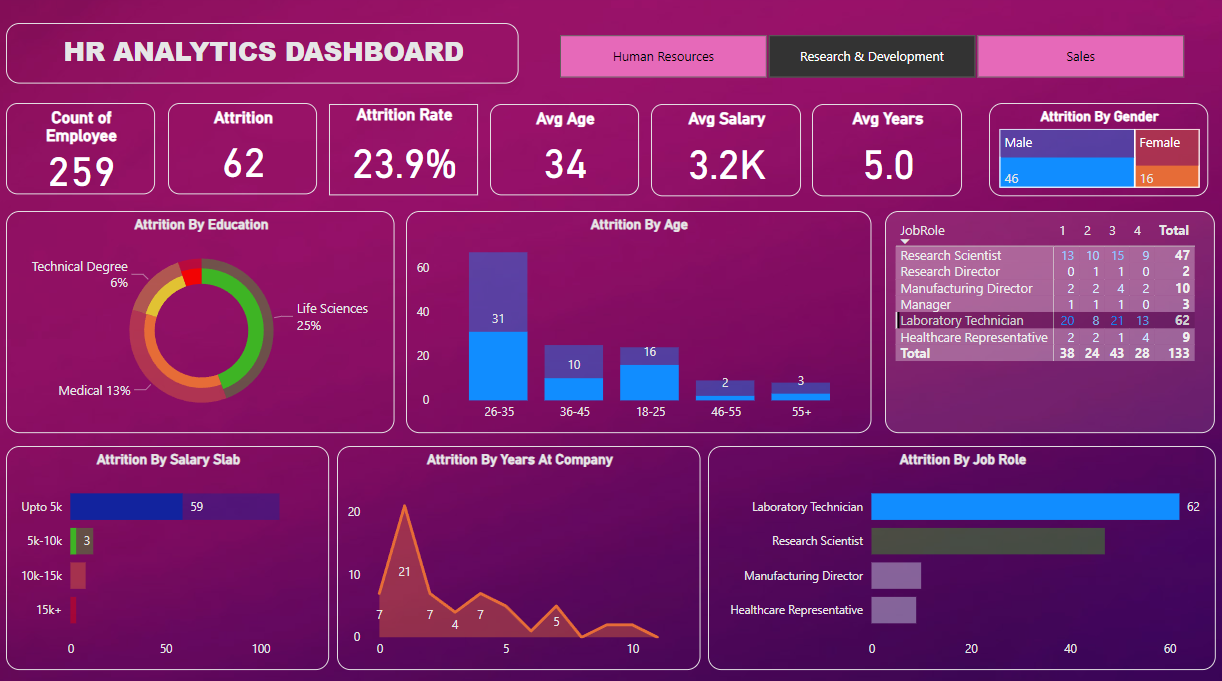 HR ANALYTICS DASHBOARD
Human Resources
Research & Development
Sales
Count of
Employee
259
Attrition
62
Attrition Rate
23.9%
Avg Age
34
Avg Salary
3.2K
Avg Years
5.0
Attrition By Gender
Male
Female
46
16
Attrition By Education
Technical Degree
6%
Life Sciences
25%
Medical 13%
Attrition By Age
60
40
20
0
31
10
16
2
3
26-35
36-45
18-25
46-55
55+
JobRole 1 2 3 4 Total
Research Scientist 13 10 15 9 47
Research Director 0 1 1 0 2
Manufacturing Director 2 2 4 2 10
Manager 1 1 1 0 3
Laboratory Technician 20 8 21 13 62
Healthcare Representative 2 2 1 4 9
Total 38 24 43 28 133
Attrition By Salary Slab
Upto 5k 59
5k-10k 3
10k-15k
15k+
0 50 100
Attrition By Years At Company
20
10
0
7
21
7
4
7
5
0 5 10
Attrition By Job Role
Laboratory Technician 62
Research Scientist
Manufacturing Director
Healthcare Representative
0 20 40 60